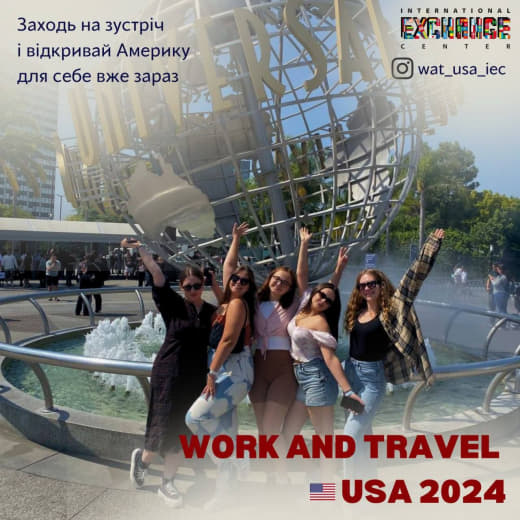 Заходь на зустріч
і відкривай Америку
для себе вже зараз
INTERNATIONAL
EXCHANGE
CENTER
wat_usa_iec
UNIVERSAL
WORK AND TRAVEL
USA 2024